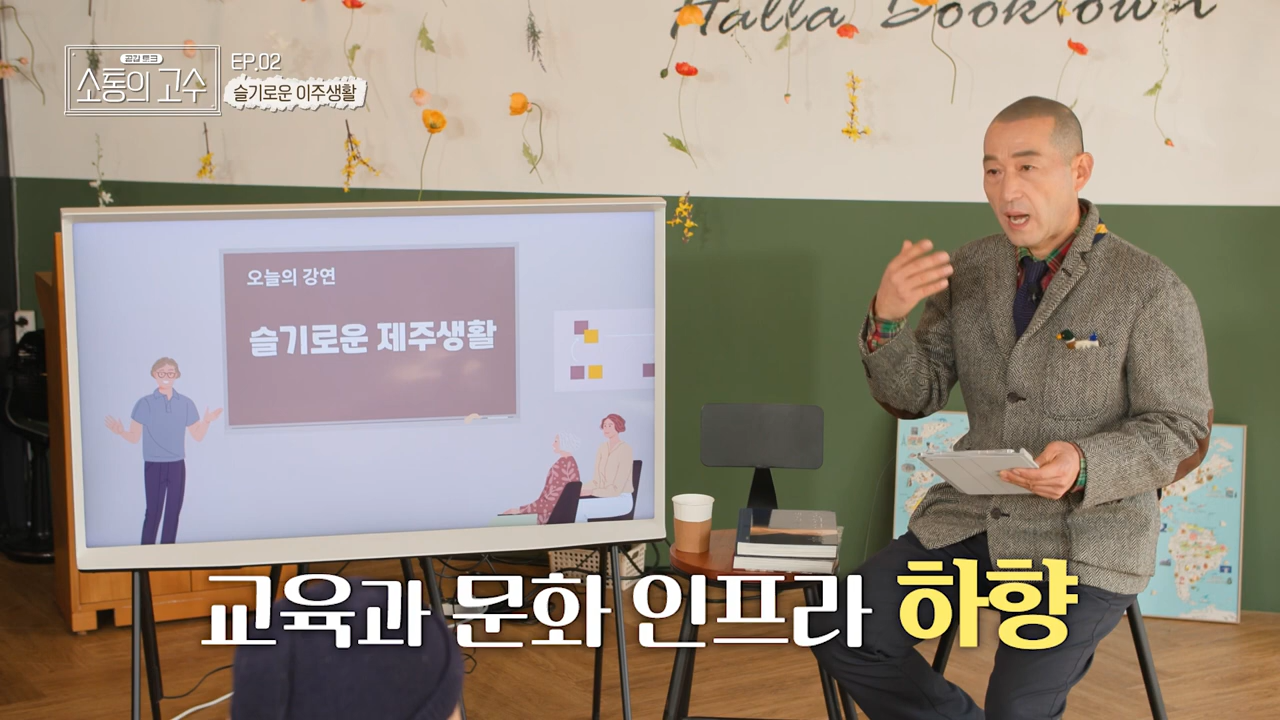 Halla Booktown
공감 토크
소통의 고수
EP.02
슬기로운 이주생활
오늘의 강연
슬기로운 제주생활
교육과 문화 인프라 하향